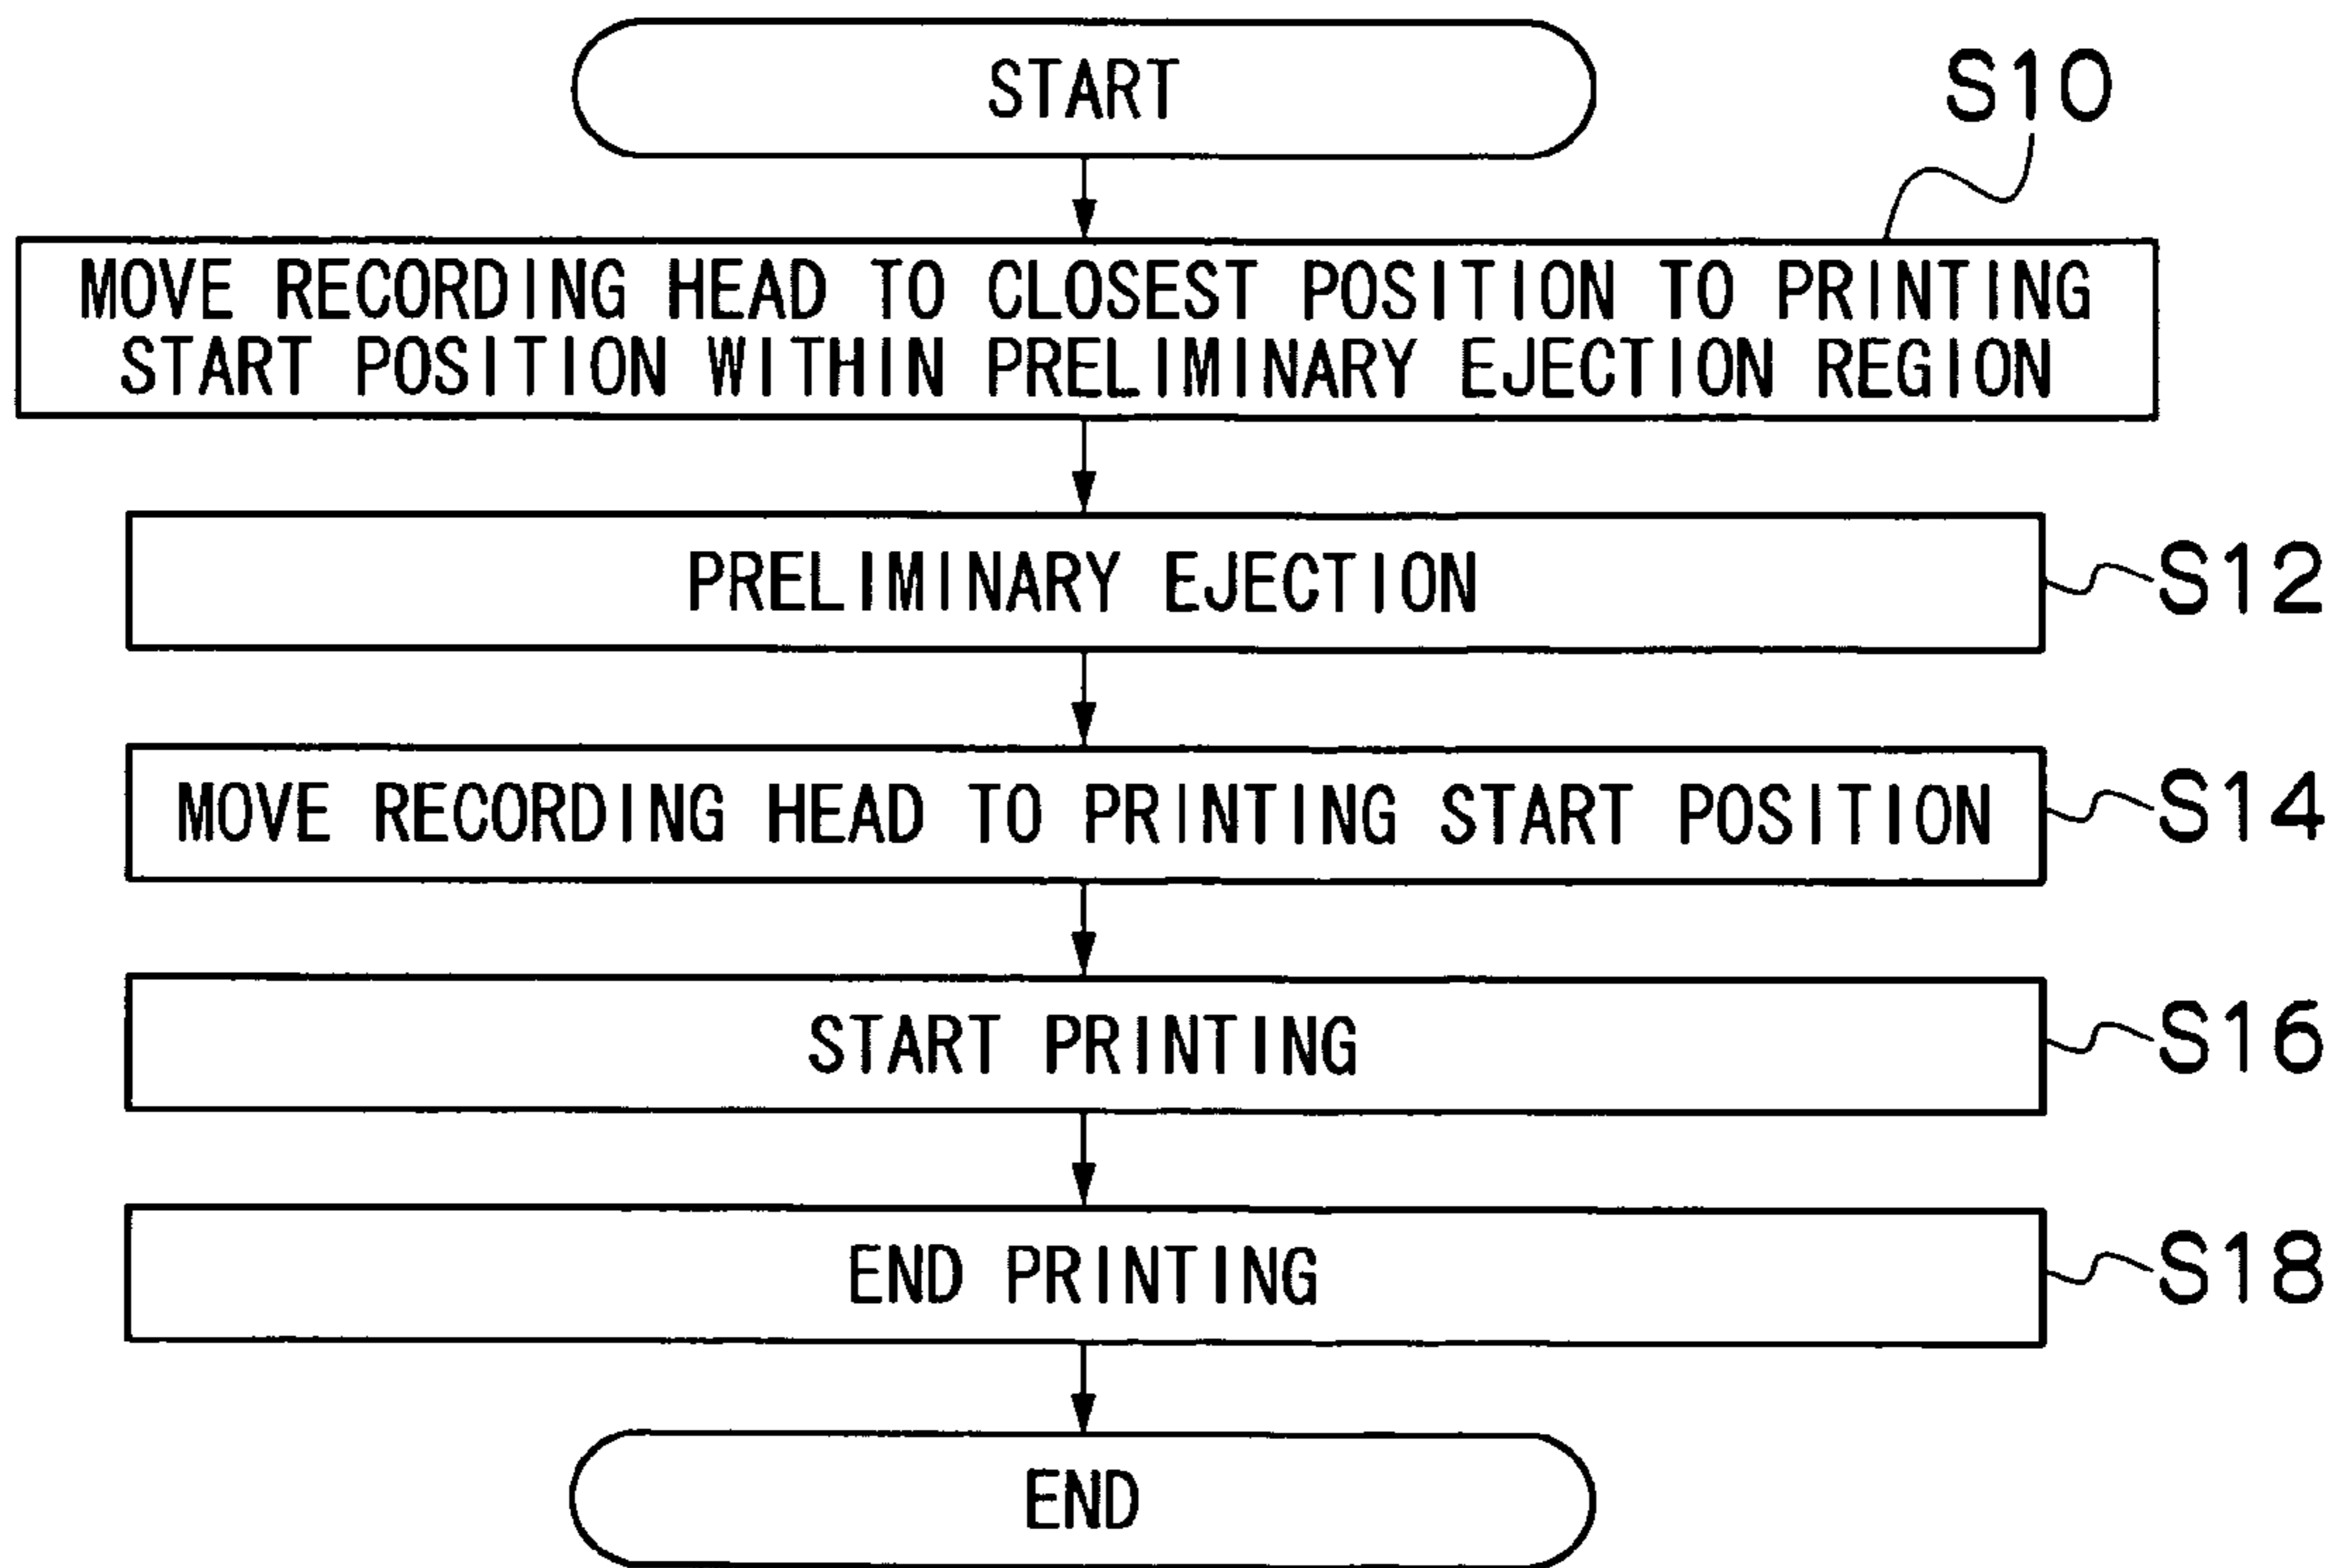 START
S10
MOVE RECORDING HEAD TO CLOSEST POSITION TO PRINTING
START POSITION WITHIN PRELIMINARY EJECTION REGION
PRELIMINARY EJECTION
S12
MOVE RECORDING HEAD TO PRINTING START POSITION
S14
START PRINTING
S16
END PRINTING
S18
END